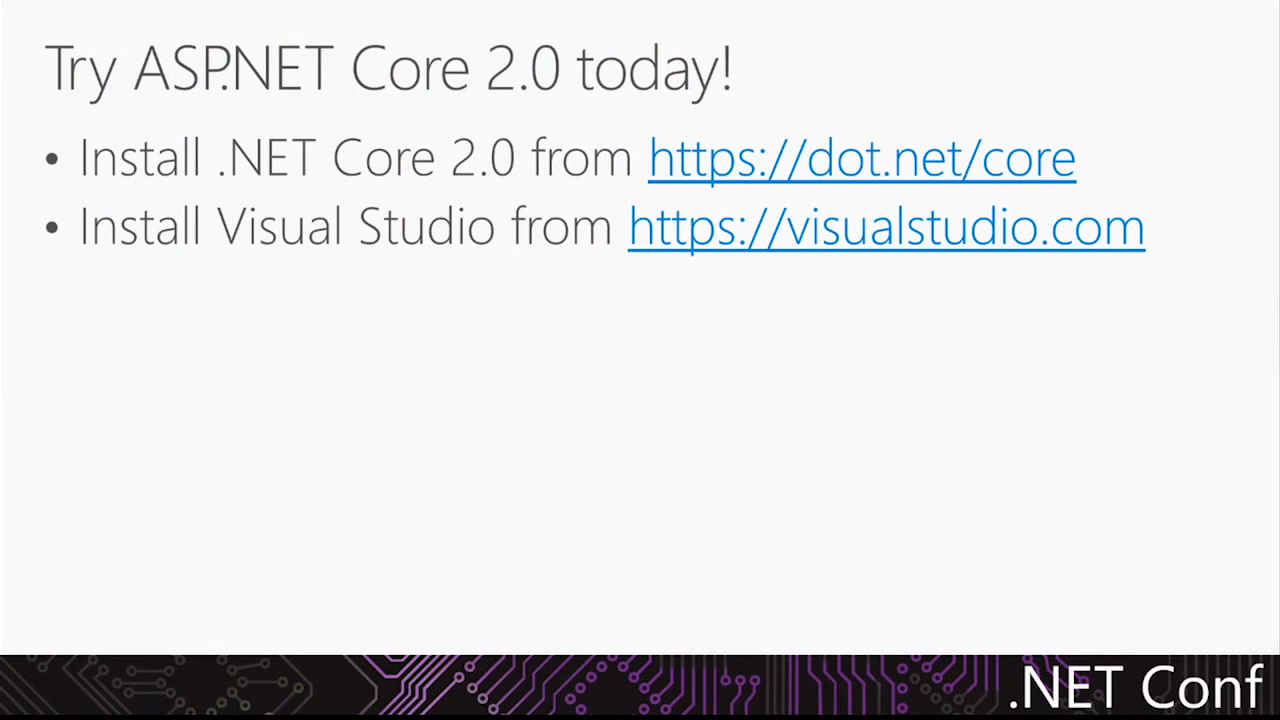 Try ASP.NET Core 2.0 today!
• Install .NET Core 2.0 from https://dot.net/core
• Install Visual Studio from https://visualstudio.com
.NET Conf